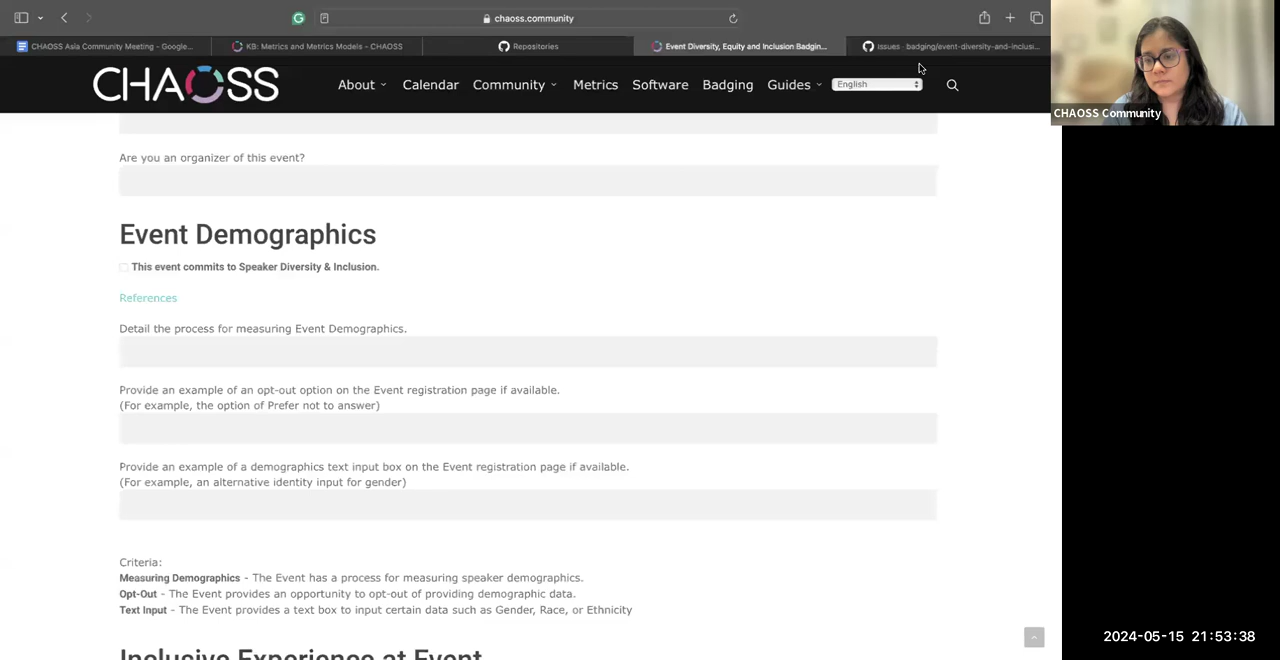 chaoss.community
CHAOSS Asia Community Meeting - Google...
KB: Metrics and Metrics Models – CHAOSS
Repositories
Event Diversity, Equity and Inclusion Badgin...
Issues · badging/event-diversity-and-inclusi...
CHAOSS
About
Calendar
Community
Metrics
Software
Badging
Guides
English
CHAOSS Community
Are you an organizer of this event?
Event Demographics
This event commits to Speaker Diversity & Inclusion.
References
Detail the process for measuring Event Demographics.
Provide an example of an opt-out option on the Event registration page if available.
(For example, the option of Prefer not to answer)
Provide an example of a demographics text input box on the Event registration page if available.
(For example, an alternative identity input for gender)
Criteria:
Measuring Demographics - The Event has a process for measuring speaker demographics.
Opt-Out - The Event provides an opportunity to opt-out of providing demographic data.
Text Input - The Event provides a text box to input certain data such as Gender, Race, or Ethnicity
Inclusive Experience at Event
2024-05-15 21:53:38